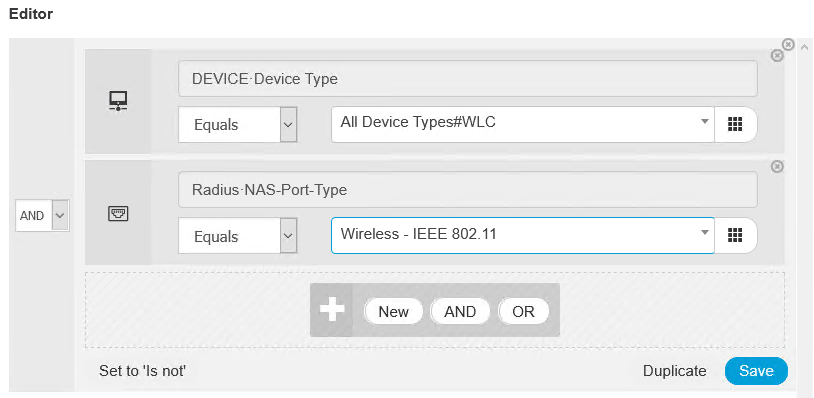 Editor
DEVICE·Device Type
Equals
All Device Types#WLC
AND
Radius·NAS-Port-Type
Equals
Wireless - IEEE 802.11
New AND OR
Set to 'Is not'
Duplicate Save